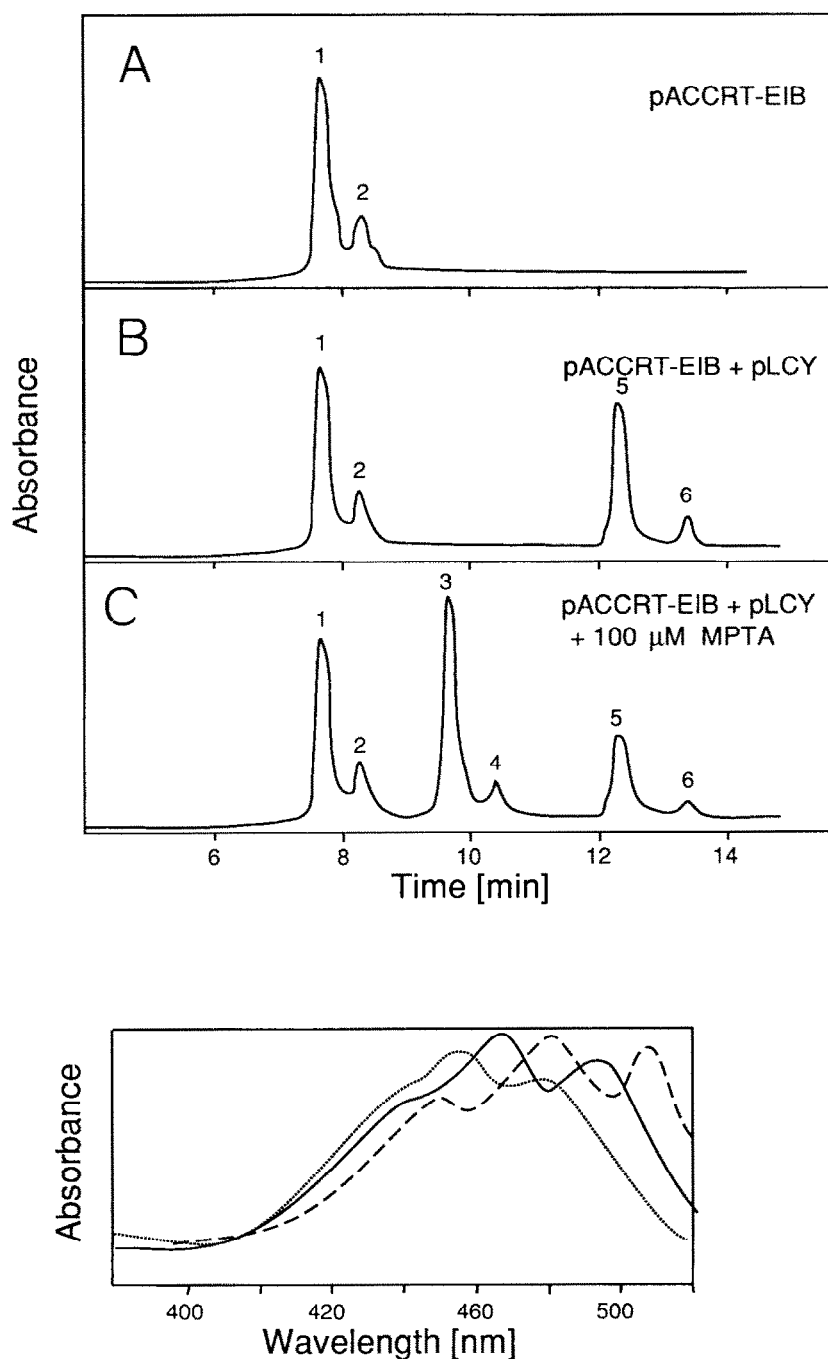 A
1
2
pACCRT-EIB
B
1
2
pACCRT-EIB + pLCY
5
6
C
1
2
3
4
pACCRT-EIB + pLCY
+ 100 µM MPTA
5
6
6 8 10 12 14
Time [min]
Absorbance
Absorbance
400 420 460 480 500
Wavelength [nm]